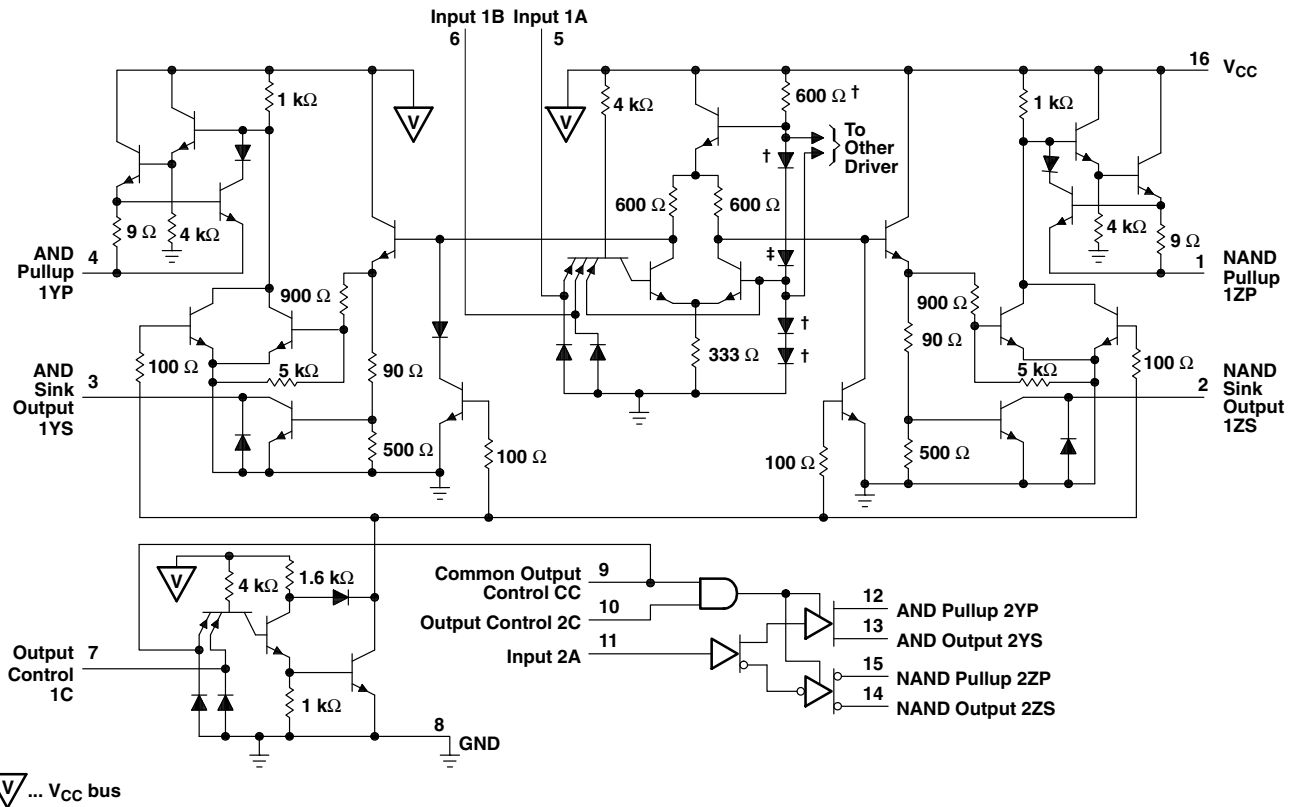 Input 1B Input 1A
6 5
16 VCC
1 kΩ
4 kΩ
600 Ω †
1 kΩ
V
V
To
Other
Driver
†
600 Ω
600 Ω
9 Ω
4 kΩ
4 kΩ
9 Ω
AND
Pullup
1YP
4
‡
1
NAND
Pullup
1ZP
900 Ω
900 Ω
†
†
333 Ω
100 Ω
5 kΩ
90 Ω
90 Ω
5 kΩ
100 Ω
AND
Sink
Output
1YS
3
2
NAND
Sink
Output
1ZS
500 Ω
100 Ω
100 Ω
500 Ω
V
4 kΩ
1.6 kΩ
Common Output
Control CC
9
Output Control 2C
10
Input 2A
11
12
AND Pullup 2YP
13
AND Output 2YS
15
NAND Pullup 2ZP
14
NAND Output 2ZS
Output
Control
1C
7
1 kΩ
8
GND
V ... VCC bus